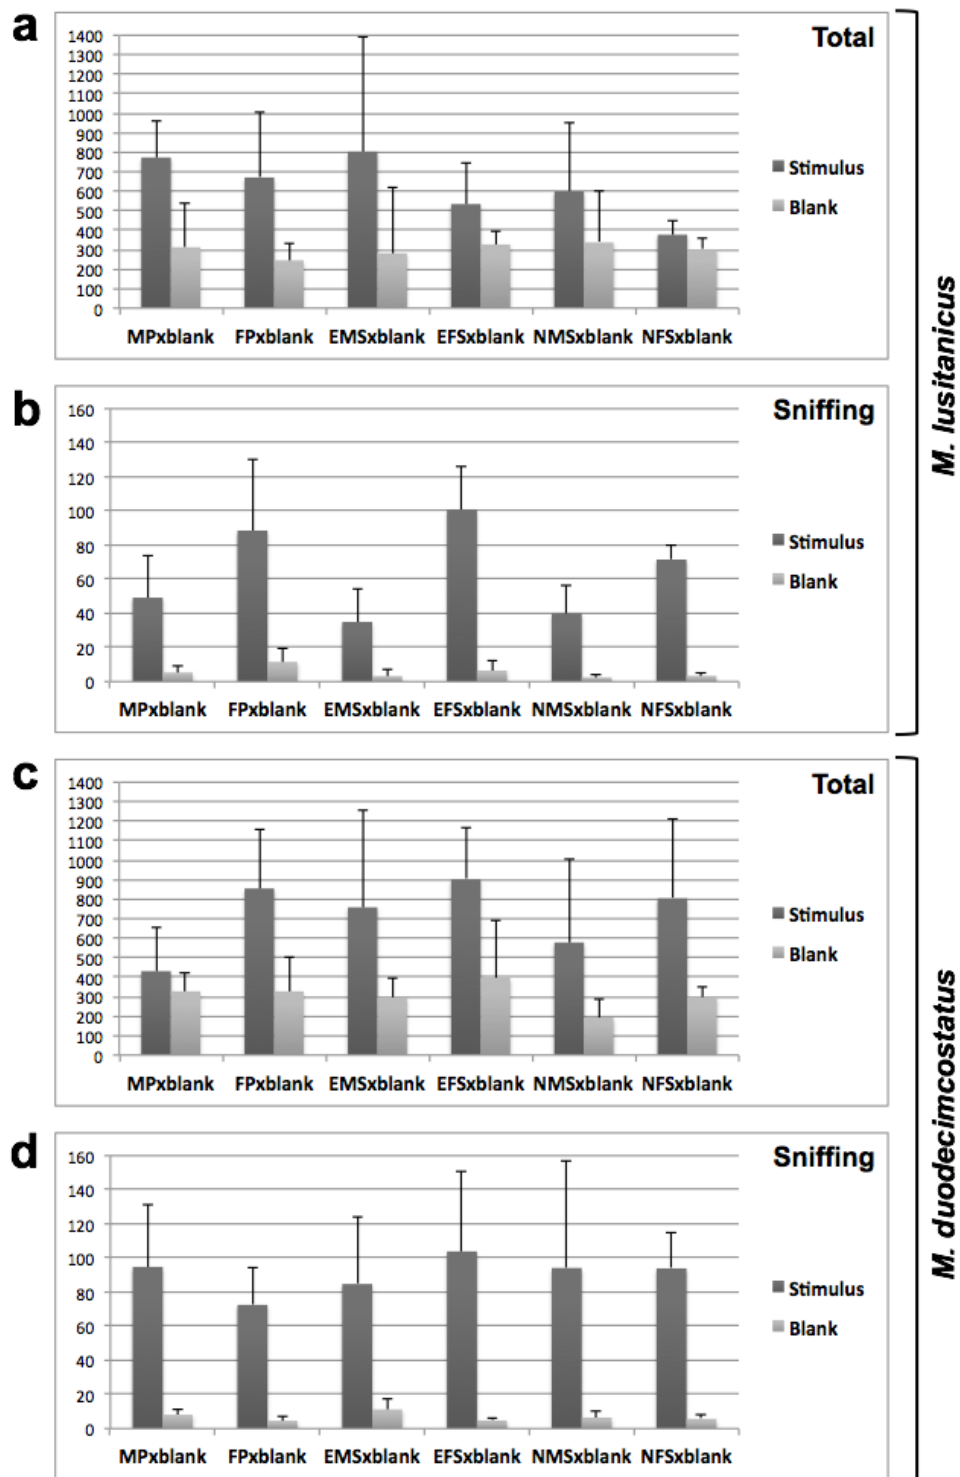 a
Total
1400
1300
1200
1100
1000
900
800
700
600
500
400
300
200
100
0
Stimulus
Blank
MPxblank FPxblank EMSxblank EFSxblank NMSxblank NFSxblank
b
Sniffing
160
140
120
100
80
60
40
20
0
Stimulus
Blank
MPxblank FPxblank EMSxblank EFSxblank NMSxblank NFSxblank
M. lusitanicus
c
Total
1400
1300
1200
1100
1000
900
800
700
600
500
400
300
200
100
0
Stimulus
Blank
MPxblank FPxblank EMSxblank EFSxblank NMSxblank NFSxblank
d
Sniffing
160
140
120
100
80
60
40
20
0
Stimulus
Blank
MPxblank FPxblank EMSxblank EFSxblank NMSxblank NFSxblank
M. duodecimcostatus